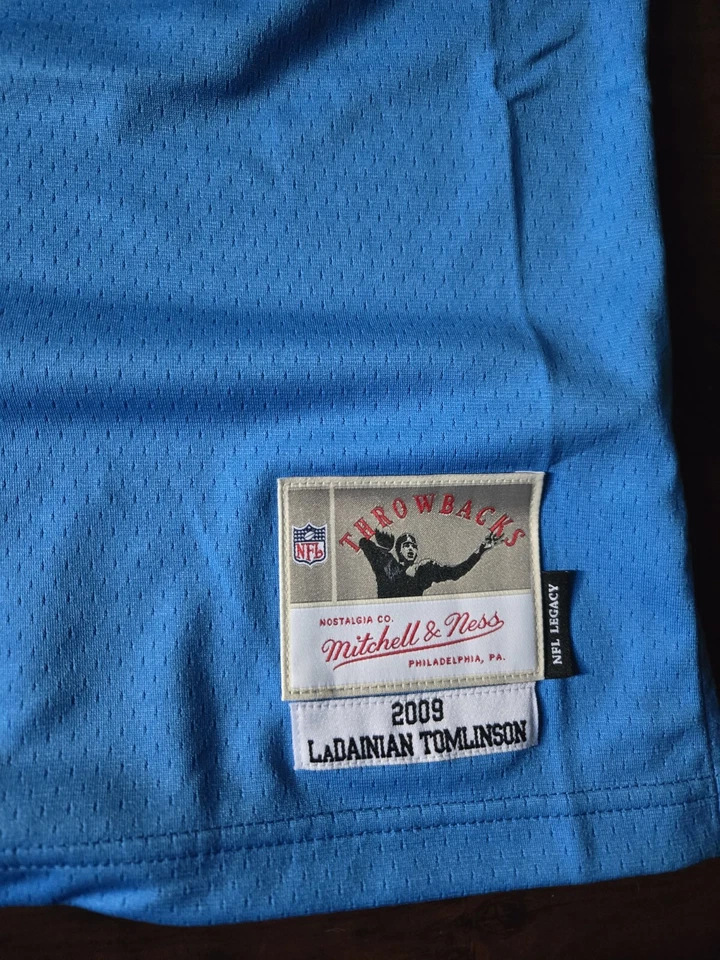 THROWBACKS
NFL
NOSTALGIA CO.
Mitchell & Ness
PHILADELPHIA, PA.
NFL LEGACY
2009
LADAINIAN TOMLINSON